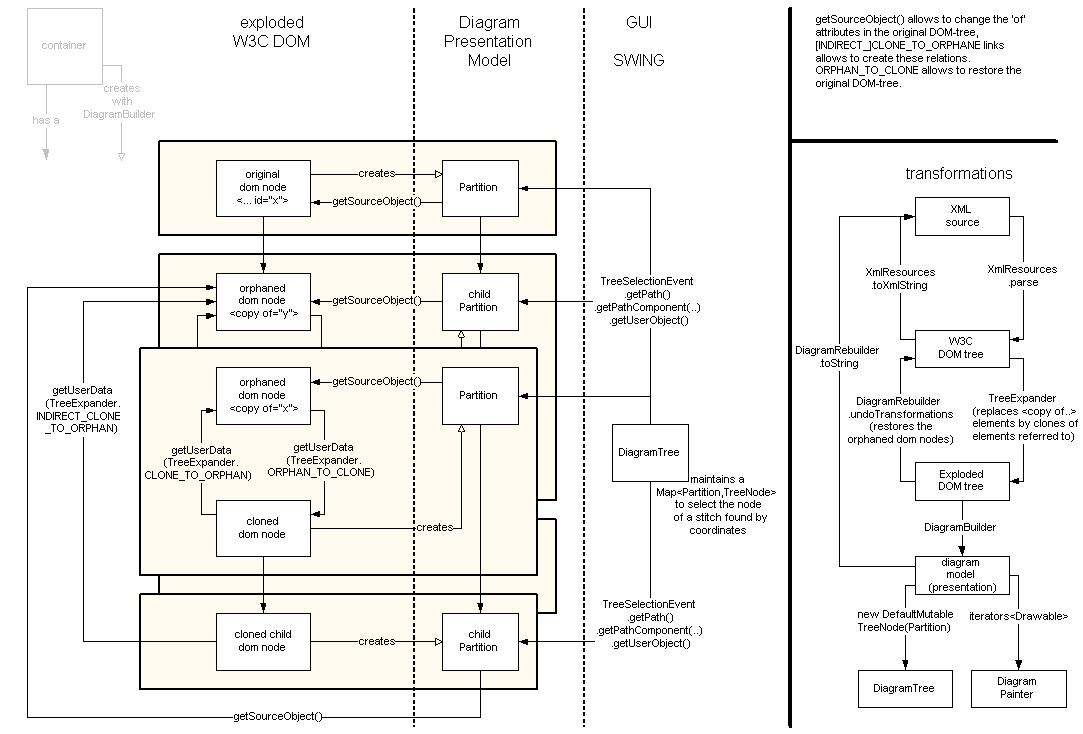 container
creates
with
DiagramBuilder
has a
exploded
W3C DOM
Diagram
Presentation
Model
GUI
SWING
getSourceObject() allows to change the 'of'
attributes in the original DOM-tree,
[INDIRECT_]CLONE_TO_ORPHANE links
allows to create these relations.
ORPHAN_TO_CLONE allows to restore the
original DOM-tree.
original
dom node
<... id="x">
creates
getSourceObject()
Partition
orphaned
dom node
<copy of="y">
getSourceObject()
child
Partition
TreeSelectionEvent
.getPath()
.getPathComponent(..)
.getUserObject()
orphaned
dom node
<copy of="x">
getSourceObject()
Partition
getUserData
(TreeExpander.
INDIRECT_CLONE
_TO_ORPHAN)
getUserData
(TreeExpander.
CLONE_TO_ORPHAN)
getUserData
(TreeExpander.
ORPHAN_TO_CLONE)
cloned
dom node
creates
DiagramTree
maintains a
Map<Partition,TreeNode>
to select the node
of a stitch found by
coordinates
cloned child
dom node
creates
child
Partition
TreeSelectionEvent
.getPath()
.getPathComponent(..)
.getUserObject()
getSourceObject()
transformations
XML
source
XmlResources
.toXmlString
XmlResources
.parse
W3C
DOM tree
DiagramRebuilder
.toString
DiagramRebuilder
.undoTransformations
(restores the
orphaned dom nodes)
TreeExpander
(replaces <copy of..>
elements by clones of
elements referred to)
Exploded
DOM tree
DiagramBuilder
diagram
model
(presentation)
new DefaultMutable
TreeNode(Partition)
iterators<Drawable>
DiagramTree
Diagram
Painter